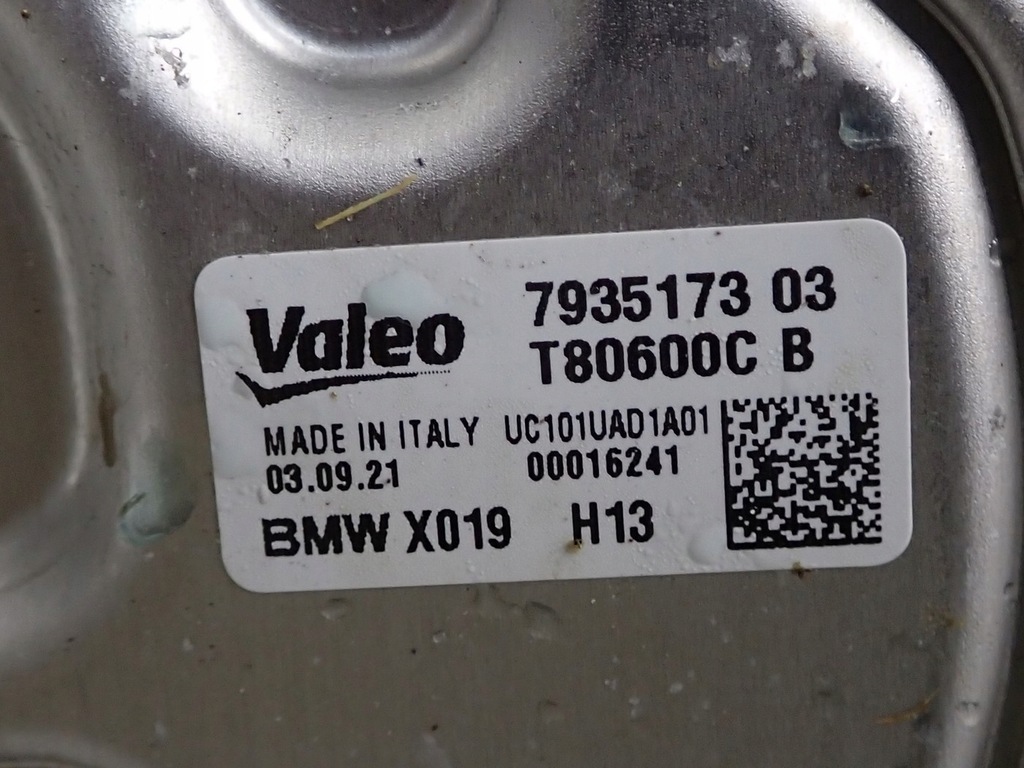 Valeo
7935173 03
T80600C B
MADE IN ITALY
03.09.21
UC101UAD1A01
00016241
BMW X019 H13